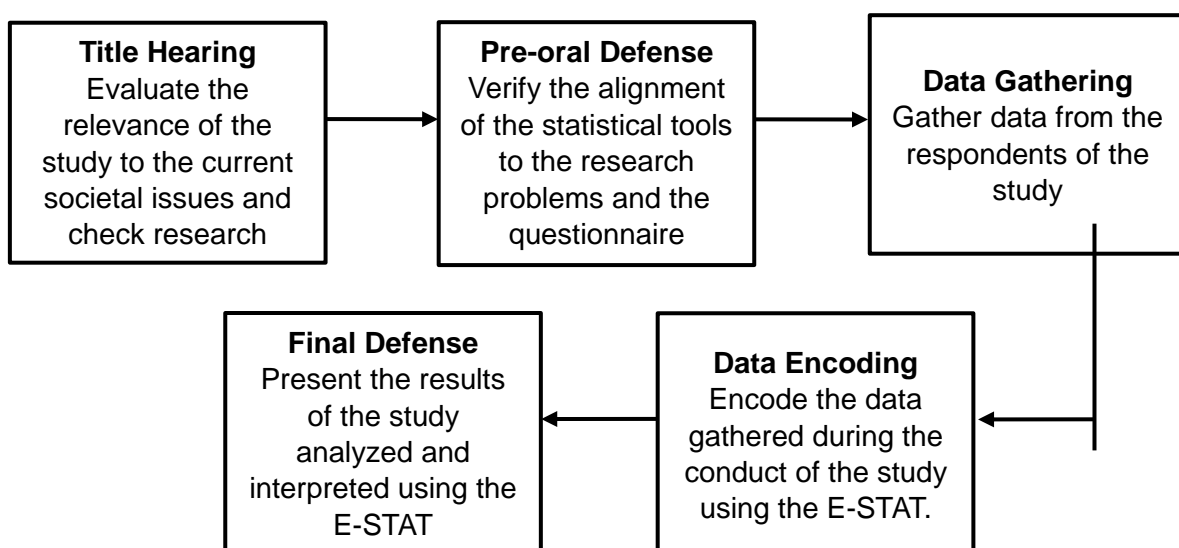 Title Hearing
Evaluate the
relevance of the
study to the current
societal issues and
check research
Pre-oral Defense
Verify the alignment
of the statistical tools
to the research
problems and the
questionnaire
Data Gathering
Gather data from the
respondents of the
study
Data Encoding
Encode the data
gathered during the
conduct of the study
using the E-STAT.
Final Defense
Present the results
of the study
analyzed and
interpreted using the
E-STAT